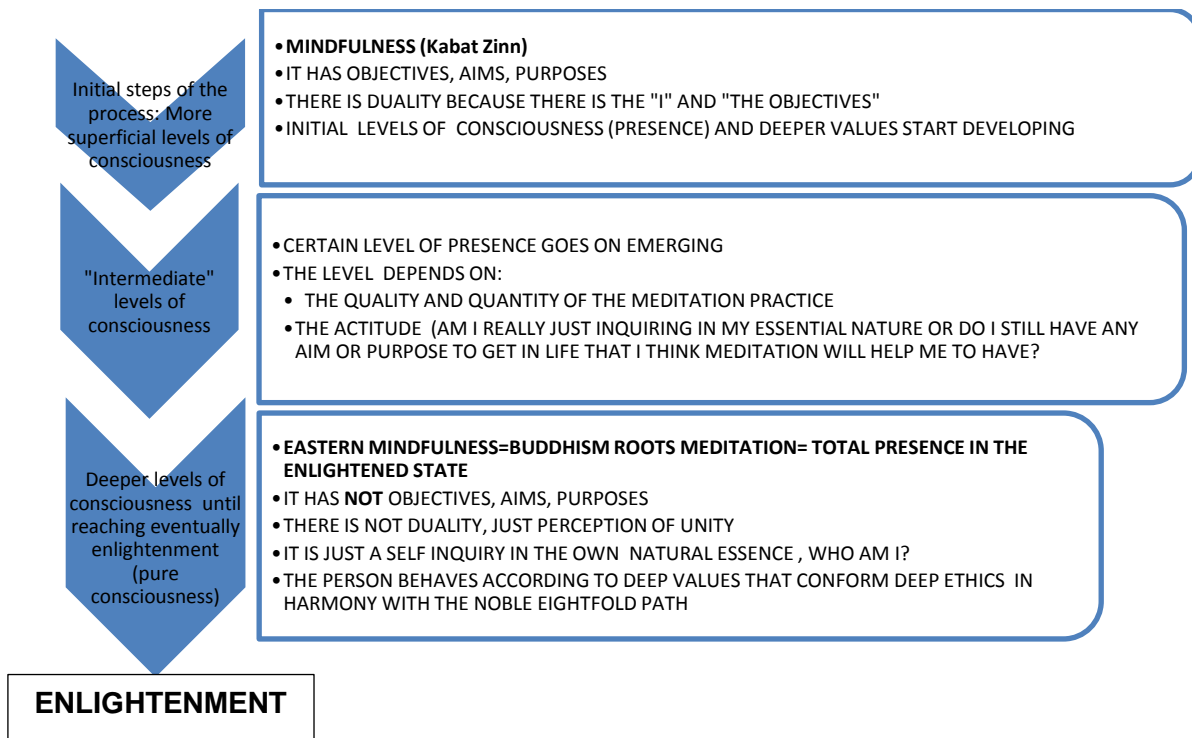 Initial steps of the
process: More
superficial levels of
consciousness
•MINDFULNESS (Kabat Zinn)
•IT HAS OBJECTIVES, AIMS, PURPOSES
•THERE IS DUALITY BECAUSE THERE IS THE "I" AND "THE OBJECTIVES"
•INITIAL LEVELS OF CONSCIOUSNESS (PRESENCE) AND DEEPER VALUES START DEVELOPING
"Intermediate"
levels of
consciousness
•CERTAIN LEVEL OF PRESENCE GOES ON EMERGING
•THE LEVEL DEPENDS ON:
• THE QUALITY AND QUANTITY OF THE MEDITATION PRACTICE
•THE ACTITUDE (AM I REALLY JUST INQUIRING IN MY ESSENTIAL NATURE OR DO I STILL HAVE ANY
AIM OR PURPOSE TO GET IN LIFE THAT I THINK MEDITATION WILL HELP ME TO HAVE?
Deeper levels of
consciousness until
reaching eventually
enlightenment
(pure
consciousness)
•EASTERN MINDFULNESS=BUDDHISM ROOTS MEDITATION= TOTAL PRESENCE IN THE
ENLIGHTENED STATE
•IT HAS NOT OBJECTIVES, AIMS, PURPOSES
•THERE IS NOT DUALITY, JUST PERCEPTION OF UNITY
•IT IS JUST A SELF INQUIRY IN THE OWN NATURAL ESSENCE , WHO AM I?
•THE PERSON BEHAVES ACCORDING TO DEEP VALUES THAT CONFORM DEEP ETHICS IN
HARMONY WITH THE NOBLE EIGHTFOLD PATH
ENLIGHTENMENT